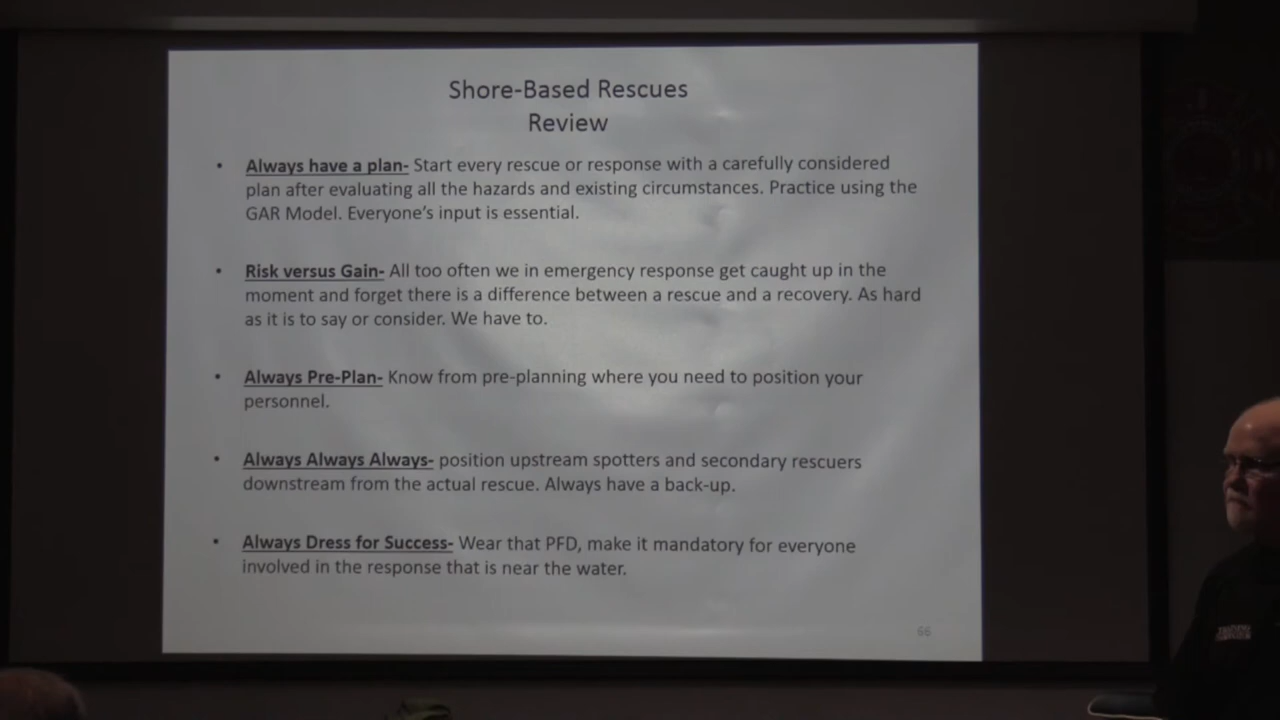 Shore-Based Rescues
Review
• Always have a plan- Start every rescue or response with a carefully considered
plan after evaluating all the hazards and existing circumstances. Practice using the
GAR Model. Everyone's input is essential.
• Risk versus Gain- All too often we in emergency response get caught up in the
moment and forget there is a difference between a rescue and a recovery. As hard
as it is to say or consider. We have to.
• Always Pre-Plan- Know from pre-planning where you need to position your
personnel.
• Always Always Always- position upstream spotters and secondary rescuers
downstream from the actual rescue. Always have a back-up.
• Always Dress for Success- Wear that PFD, make it mandatory for everyone
involved in the response that is near the water.
66